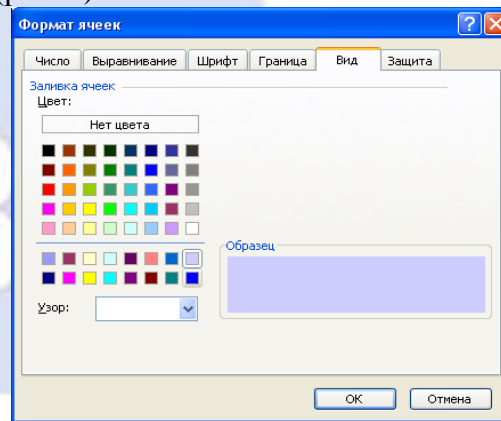 Формат ячеек
Число Выравнивание Шрифт Граница Вид Защита
Заливка ячеек
Цвет:
Нет цвета
Образец
Узор:
ОК Отмена